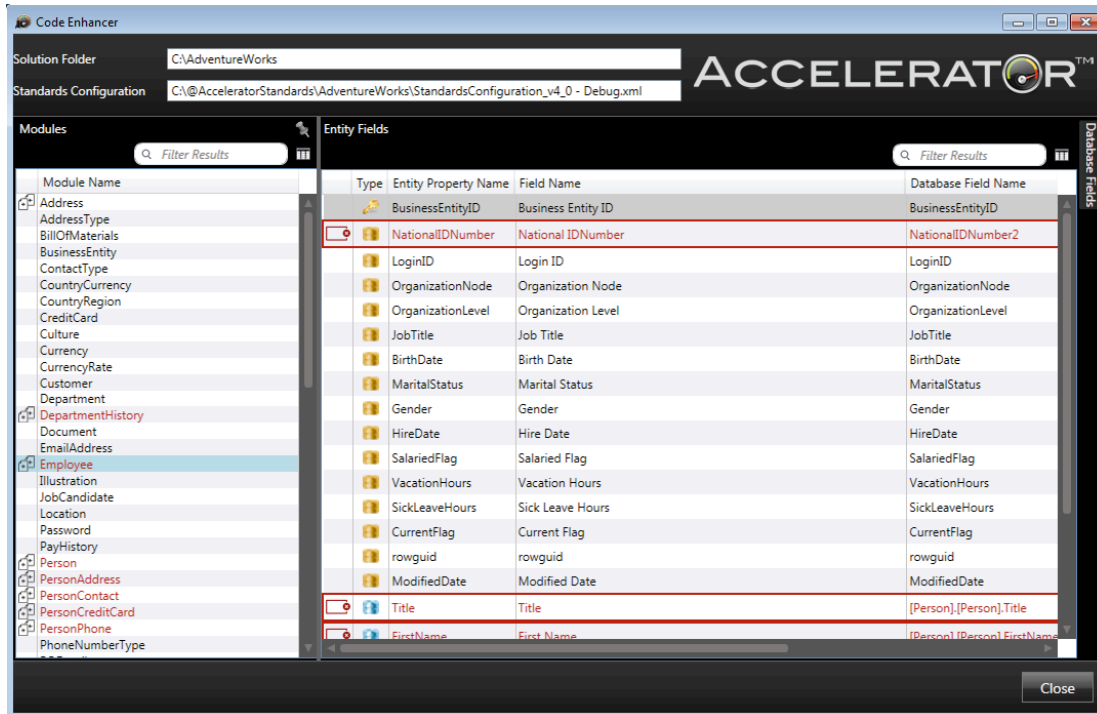 Code Enhancer
Solution Folder C:\AdventureWorks
Standards Configuration C:\@AcceleratorStandards\AdventureWorks\StandardsConfiguration_v4_0 - Debug.xml
ACCELERATOR™
Modules
Filter Results
Module Name
Address
AddressType
BillOfMaterials
BusinessEntity
ContactType
CountryCurrency
CountryRegion
CreditCard
Culture
Currency
CurrencyRate
Customer
Department
DepartmentHistory
Document
EmailAddress
Employee
Illustration
JobCandidate
Location
Password
PayHistory
Person
PersonAddress
PersonContact
PersonCreditCard
PersonPhone
PhoneNumberType
Entity Fields
Filter Results
Type Entity Property Name Field Name Database Field Name
BusinessEntityID Business Entity ID BusinessEntityID
NationalIDNumber National IDNumber NationalIDNumber2
LoginID Login ID LoginID
OrganizationNode Organization Node OrganizationNode
OrganizationLevel Organization Level OrganizationLevel
JobTitle Job Title JobTitle
BirthDate Birth Date BirthDate
MaritalStatus Marital Status MaritalStatus
Gender Gender Gender
HireDate Hire Date HireDate
SalariedFlag Salaried Flag SalariedFlag
VacationHours Vacation Hours VacationHours
SickLeaveHours Sick Leave Hours SickLeaveHours
CurrentFlag Current Flag CurrentFlag
rowguid rowguid rowguid
ModifiedDate Modified Date ModifiedDate
Title Title [Person].[Person].Title
FirstName First Name [Person].[Person].FirstName
Database Fields
Close